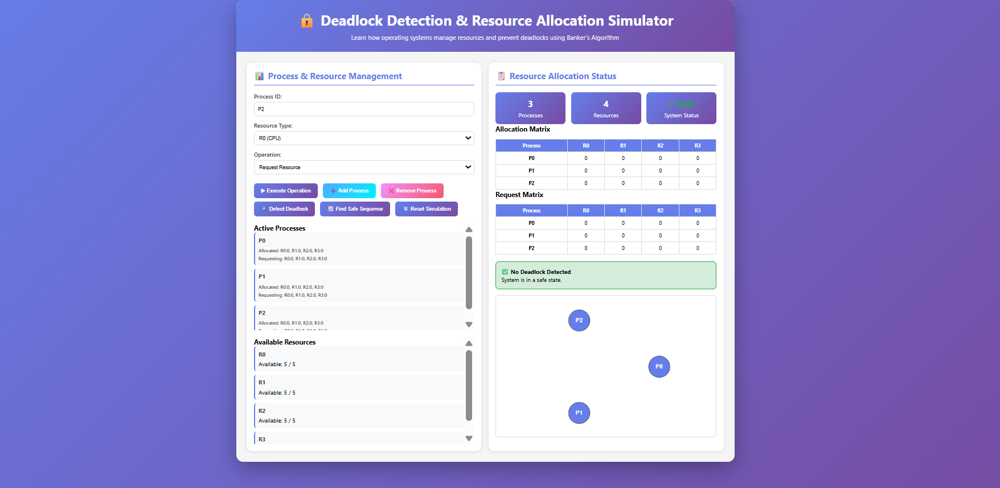 Deadlock Detection & Resource Allocation Simulator
Learn how operating systems manage resources and prevent deadlocks using Banker's Algorithm
Process & Resource Management
Process ID:
P2
Resource Type:
R0 (CPU)
Operation:
Request Resource
Execute Operation
Add Process
Remove Process
Detect Deadlock
Find Safe Sequence
Reset Simulation
Active Processes
P0
Allocated: R0:0, R1:0, R2:0, R3:0
Requesting: R0:0, R1:0, R2:0, R3:0
P1
Allocated: R0:0, R1:0, R2:0, R3:0
Requesting: R0:0, R1:0, R2:0, R3:0
P2
Allocated: R0:0, R1:0, R2:0, R3:0
Available Resources
R0
Available: 5 / 5
R1
Available: 5 / 5
R2
Available: 5 / 5
R3
Resource Allocation Status
3
Processes
4
Resources
✓ Safe
System Status
Allocation Matrix
Process R0 R1 R2 R3
P0 0 0 0 0
P1 0 0 0 0
P2 0 0 0 0
Request Matrix
Process R0 R1 R2 R3
P0 0 0 0 0
P1 0 0 0 0
P2 0 0 0 0
No Deadlock Detected
System is in a safe state.
P2
P0
P1